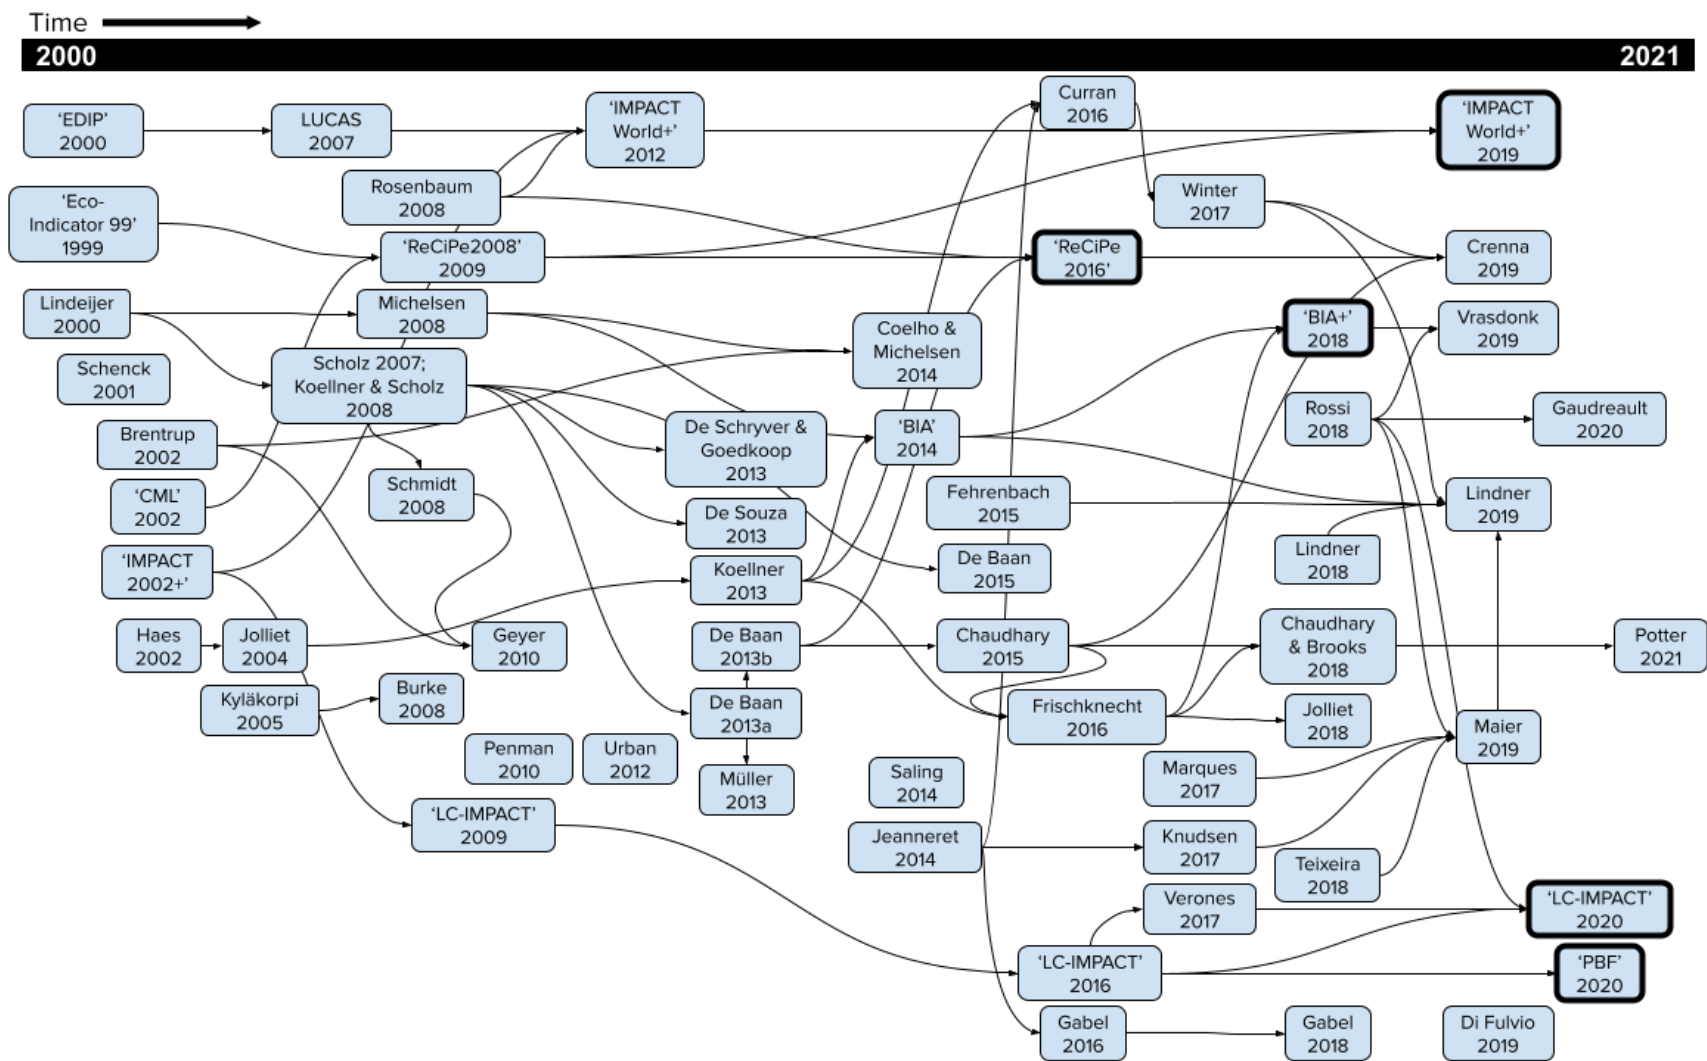 Time
2000
2021
‘EDIP’
2000
LUCAS
2007
‘IMPACT
World+’
2012
Curran
2016
‘IMPACT
World+’
2019
Rosenbaum
2008
Winter
2017
‘Eco-
Indicator 99’
1999
‘ReCiPe2008’
2009
‘ReCiPe
2016’
Crenna
2019
Lindeijer
2000
Michelsen
2008
Coelho &
Michelsen
2014
‘BIA+’
2018
Vrasdonk
2019
Schenck
2001
Scholz 2007;
Koellner & Scholz
2008
Brentrup
2002
De Schryver &
Goedkoop
2013
‘BIA’
2014
Rossi
2018
Gaudreault
2020
‘CML’
2002
Schmidt
2008
De Souza
2013
Fehrenbach
2015
Lindner
2019
‘IMPACT
2002+’
Koellner
2013
De Baan
2015
Lindner
2018
Haes
2002
Jolliet
2004
Geyer
2010
De Baan
2013b
Chaudhary
2015
Chaudhary
& Brooks
2018
Potter
2021
Kyläkorpi
2005
Burke
2008
De Baan
2013a
Frischknecht
2016
Jolliet
2018
Maier
2019
Penman
2010
Urban
2012
Müller
2013
Saling
2014
Marques
2017
‘LC-IMPACT’
2009
Jeanneret
2014
Knudsen
2017
Teixeira
2018
Verones
2017
‘LC-IMPACT’
2020
‘LC-IMPACT’
2016
‘PBF’
2020
Gabel
2016
Gabel
2018
Di Fulvio
2019